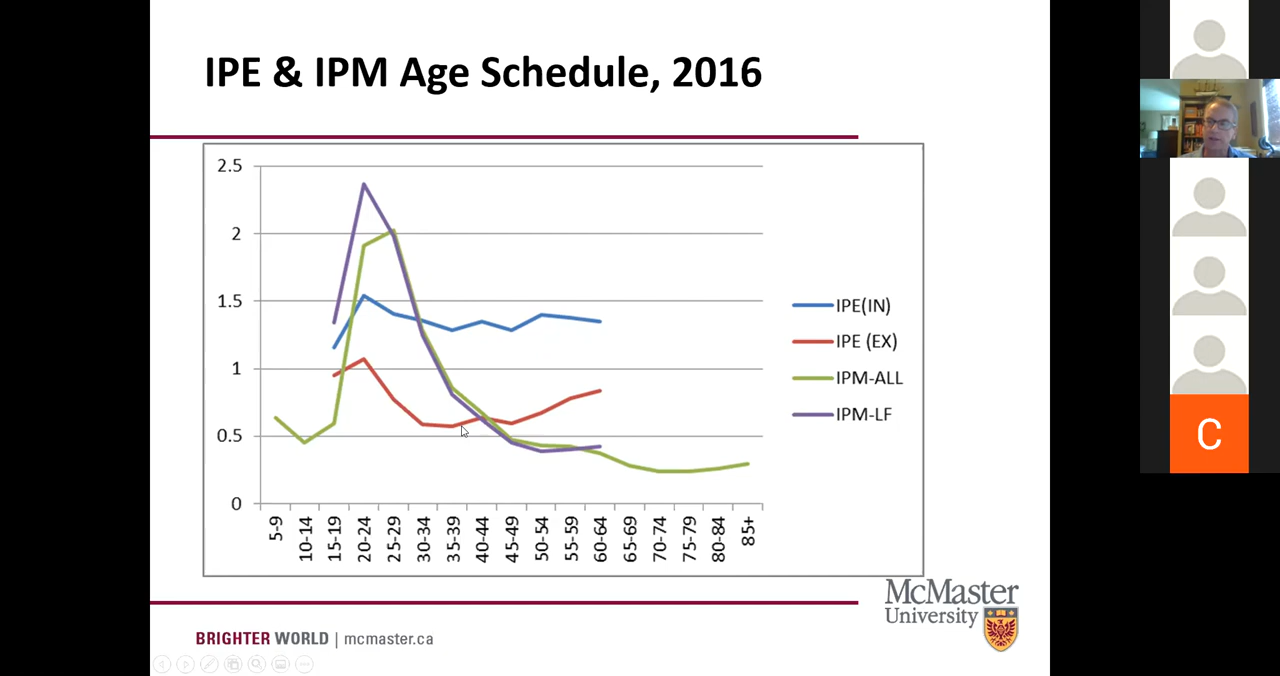 IPE & IPM Age Schedule, 2016
2.5
2
1.5
1
0.5
0
5-9
10-14
15-19
20-24
25-29
30-34
35-39
40-44
45-49
50-54
55-59
60-64
65-69
70-74
75-79
80-84
85+
IPE(IN)
IPE (EX)
IPM-ALL
IPM-LF
C
McMaster
University
BRIGHTER WORLD | mcmaster.ca